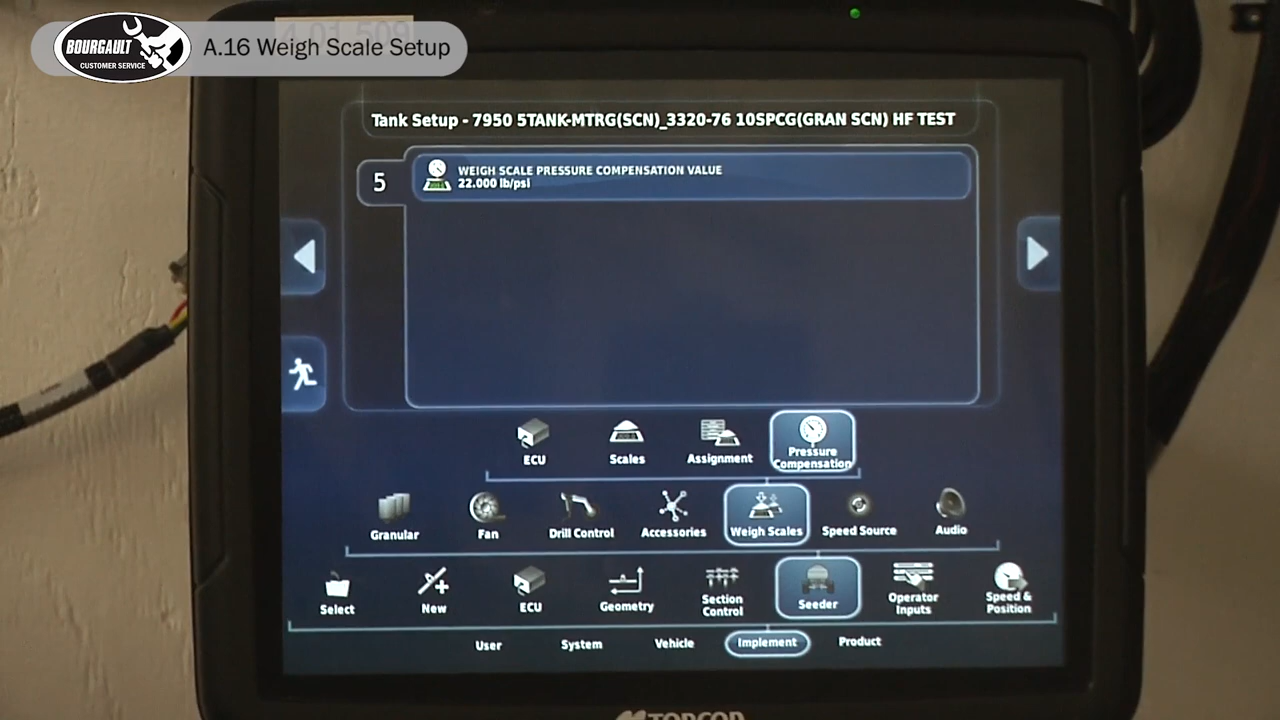 BOURGAULT
CUSTOMER SERVICE
A.16 Weigh Scale Setup
Tank Setup - 7950 5TANK-MTRG(SCN)_3320-76 10SPCG(GRAN SCN) HF TEST
5
WEIGH SCALE PRESSURE COMPENSATION VALUE
22.000 lb/psi
ECU
Scales
Assignment
Pressure
Compensation
Granular
Fan
Drill Control
Accessories
Weigh Scales
Speed Source
Audio
Select
New
ECU
Geometry
Section
Control
Seeder
Operator
Inputs
Speed &
Position
User
System
Vehicle
Implement
Product
TOPCON